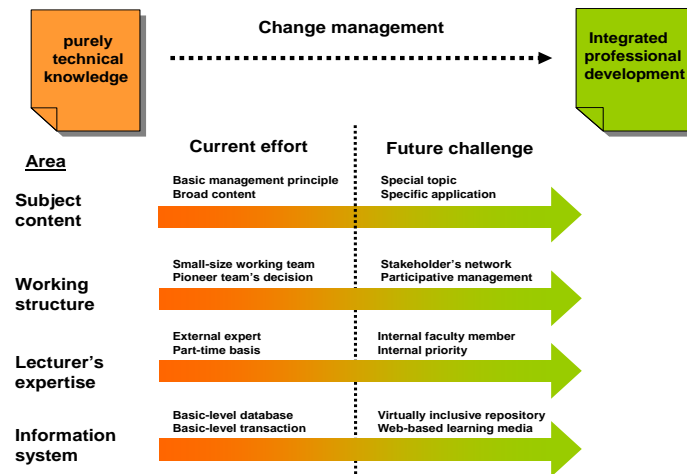 purely
technical
knowledge
Change management
Integrated
professional
development
Area
Current effort
Future challenge
Subject
content
Basic management principle
Broad content
Special topic
Specific application
Working
structure
Small-size working team
Pioneer team's decision
Stakeholder's network
Participative management
Lecturer's
expertise
External expert
Part-time basis
Internal faculty member
Internal priority
Information
system
Basic-level database
Basic-level transaction
Virtually inclusive repository
Web-based learning media